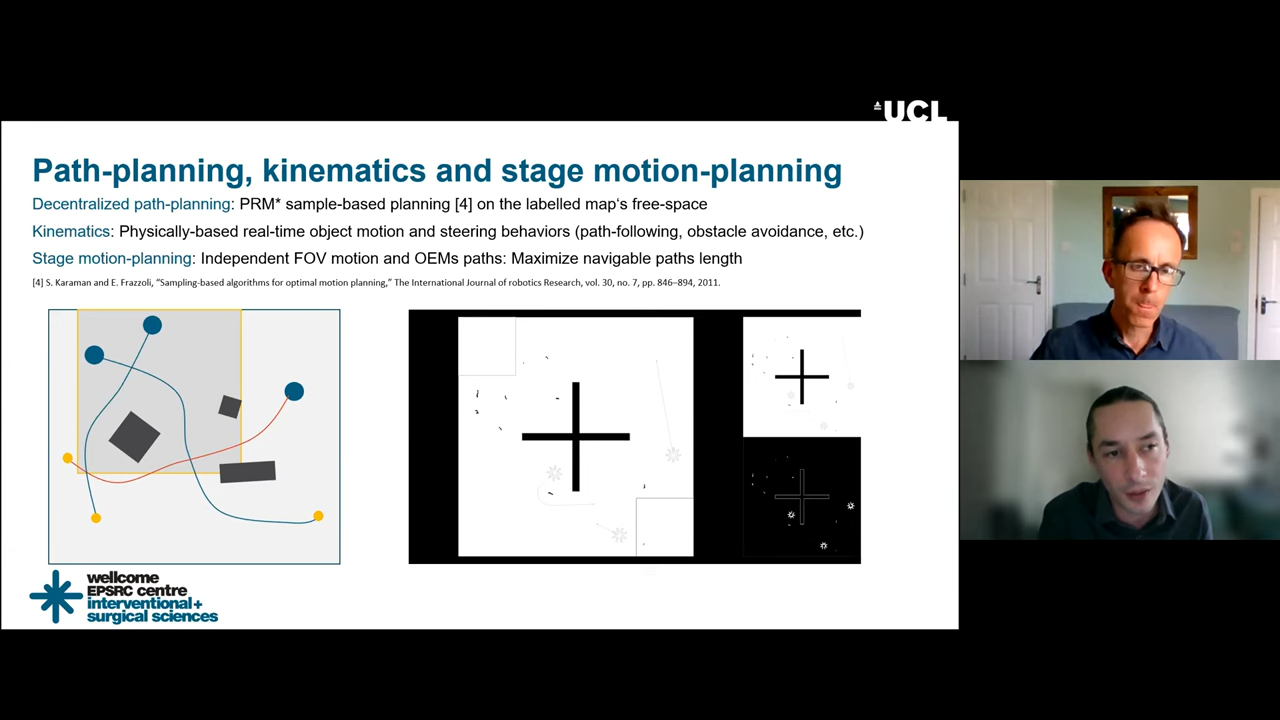 UCL
Path-planning, kinematics and stage motion-planning
Decentralized path-planning: PRM* sample-based planning [4] on the labelled map‘s free-space
Kinematics: Physically-based real-time object motion and steering behaviors (path-following, obstacle avoidance, etc.)
Stage motion-planning: Independent FOV motion and OEMs paths: Maximize navigable paths length
[4] S. Karaman and E. Frazzoli, “Sampling-based algorithms for optimal motion planning,” The International Journal of robotics Research, vol. 30, no. 7, pp. 846–894, 2011.
wellcome
EPSRC centre
interventional+
surgical sciences